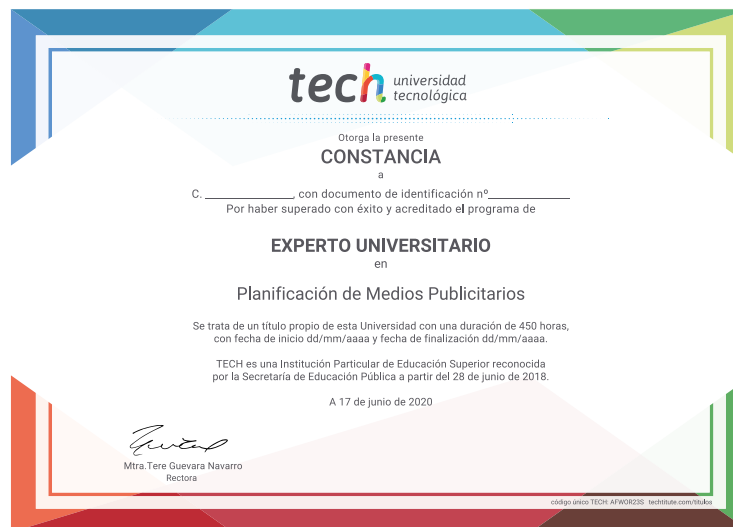 tech universidad
tecnológica
Otorga la presente
CONSTANCIA
a
C. ______________, con documento de identificación nº_____________
Por haber superado con éxito y acreditado el programa de
EXPERTO UNIVERSITARIO
en
Planificación de Medios Publicitarios
Se trata de un título propio de esta Universidad con una duración de 450 horas,
con fecha de inicio dd/mm/aaaa y fecha de finalización dd/mm/aaaa.
TECH es una Institución Particular de Educación Superior reconocida
por la Secretaría de Educación Pública a partir del 28 de junio de 2018.
A 17 de junio de 2020
Mtra.Tere Guevara Navarro
Rectora
código único TECH: AFWOR23S techtitute.com/titulos